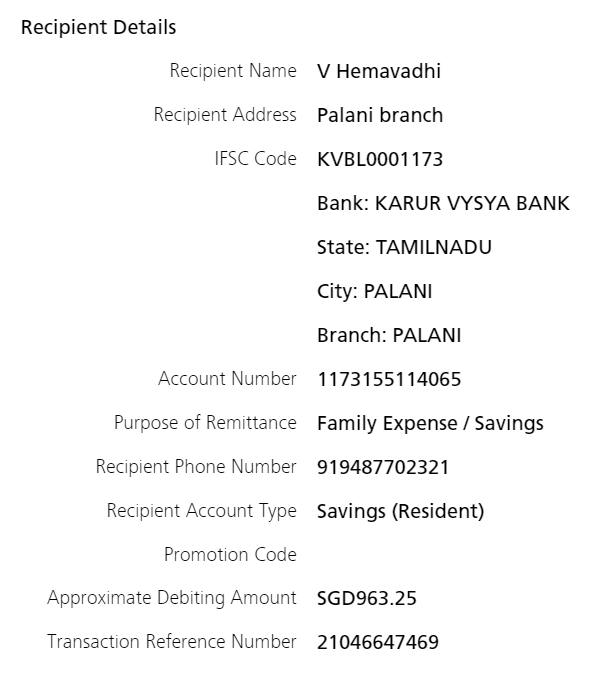 Recipient Details
Recipient Name V Hemavadhi
Recipient Address Palani branch
IFSC Code KVBL0001173
Bank: KARUR VYSYA BANK
State: TAMILNADU
City: PALANI
Branch: PALANI
Account Number 1173155114065
Purpose of Remittance Family Expense / Savings
Recipient Phone Number 919487702321
Recipient Account Type Savings (Resident)
Promotion Code
Approximate Debiting Amount SGD963.25
Transaction Reference Number 21046647469